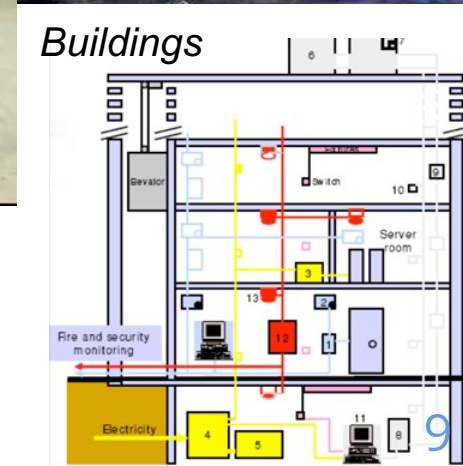 Buildings
6
7
Elevator
Switch
9
10
Server
room
3
13
2
12
1
Fire and security
monitoring
11
Electricity
4
5
8
9